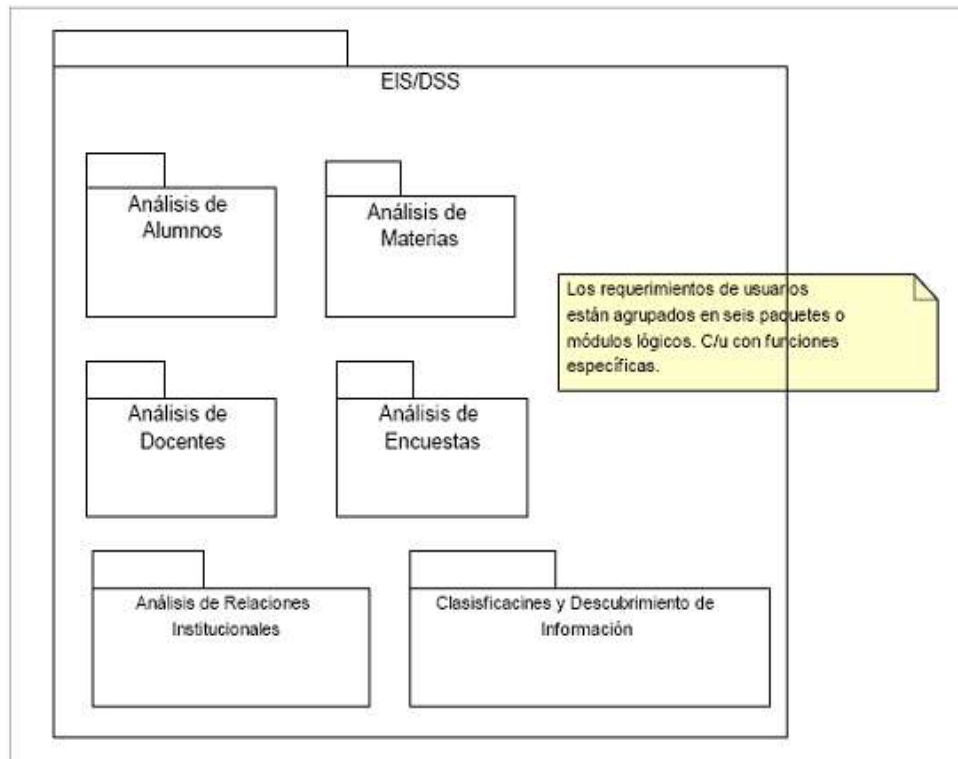 EIS/DSS
Análisis de
Alumnos
Análisis de
Materias
Los requerimientos de usuarios
están agrupados en seis paquetes o
módulos lógicos. C/u con funciones
específicas.
Análisis de
Docentes
Análisis de
Encuestas
Análisis de Relaciones
Institucionales
Clasisficacines y Descubrimiento de
Información